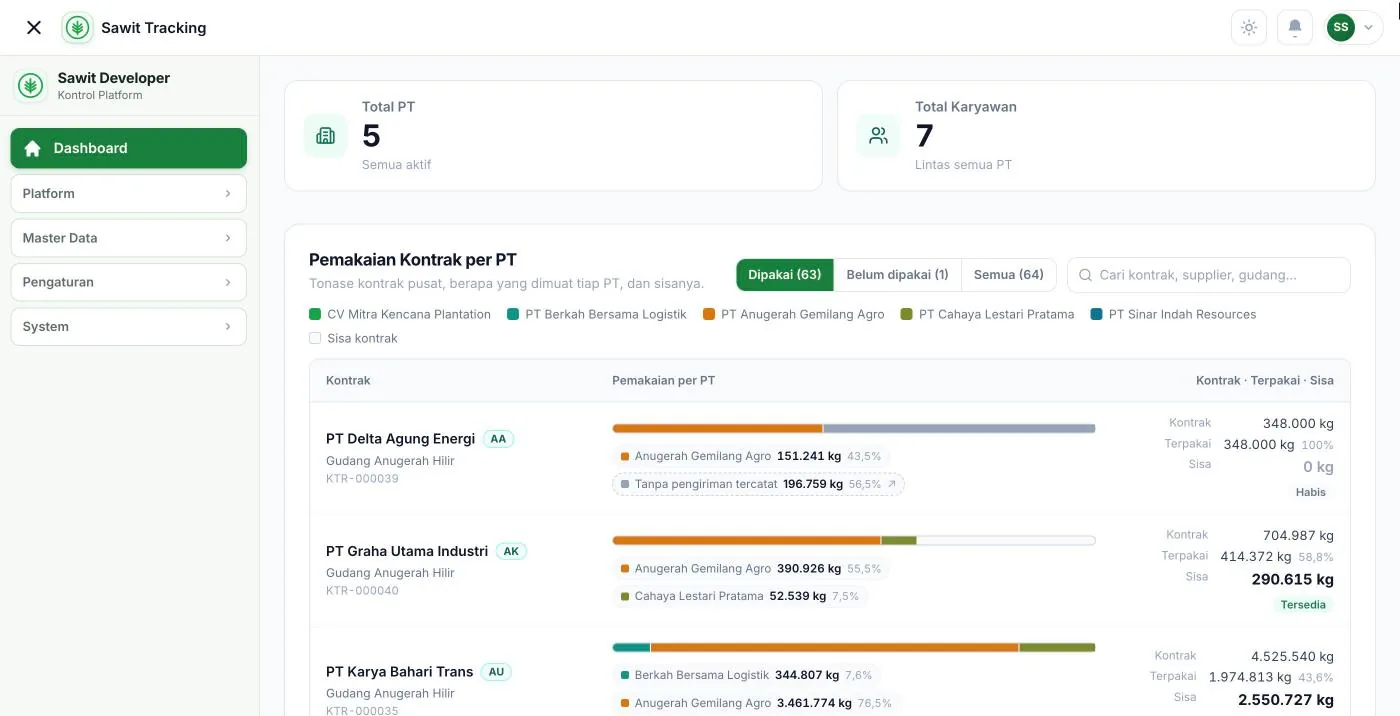 Sawit Tracking
SS
Sawit Developer
Kontrol Platform
Dashboard
Platform
Master Data
Pengaturan
System
Total PT
5
Semua aktif
Total Karyawan
7
Lintas semua PT
Pemakaian Kontrak per PT
Tonase kontrak pusat, berapa yang dimuat tiap PT, dan sisanya.
Dipakai (63)
Belum dipakai (1)
Semua (64)
Cari kontrak, supplier, gudang...
CV Mitra Kencana Plantation
PT Berkah Bersama Logistik
PT Anugerah Gemilang Agro
PT Cahaya Lestari Pratama
PT Sinar Indah Resources
Sisa kontrak
Kontrak
Pemakaian per PT
Kontrak · Terpakai · Sisa
PT Delta Agung Energi AA
Gudang Anugerah Hilir
KTR-000039
Anugerah Gemilang Agro 151.241 kg 43,5%
Tanpa pengiriman tercatat 196.759 kg 56,5% ↗
Kontrak 348.000 kg
Terpakai 348.000 kg 100%
Sisa 0 kg
Habis
PT Graha Utama Industri AK
Gudang Anugerah Hilir
KTR-000040
Anugerah Gemilang Agro 390.926 kg 55,5%
Cahaya Lestari Pratama 52.539 kg 7,5%
Kontrak 704.987 kg
Terpakai 414.372 kg 58,8%
Sisa 290.615 kg
Tersedia
PT Karya Bahari Trans AU
Gudang Anugerah Hilir
KTR-000035
Berkah Bersama Logistik 344.807 kg 7,6%
Anugerah Gemilang Agro 3.461.774 kg 76,5%
Kontrak 4.525.540 kg
Terpakai 1.974.813 kg 43,6%
Sisa 2.550.727 kg